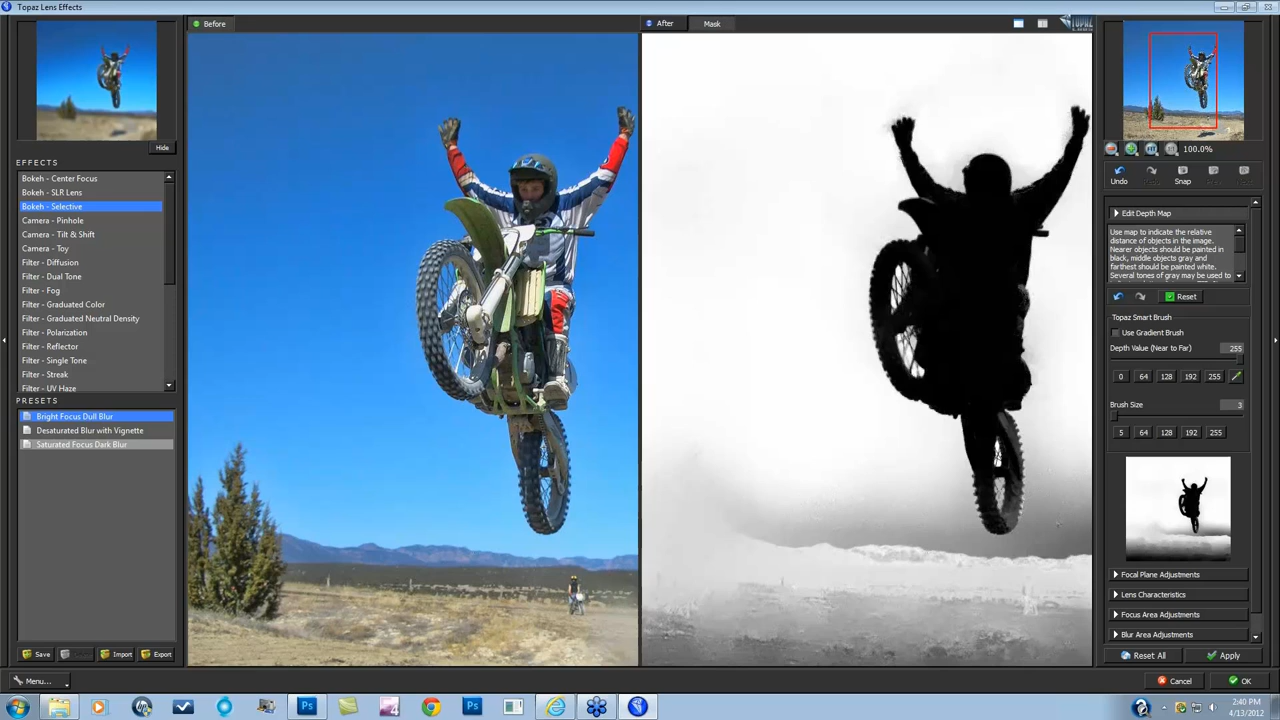 Topaz Lens Effects
Before
After
Mask
TOPAZ
Hide
EFFECTS
Bokeh - Center Focus
Bokeh - SLR Lens
Bokeh - Selective
Camera - Pinhole
Camera - Tilt & Shift
Camera - Toy
Filter - Diffusion
Filter - Dual Tone
Filter - Fog
Filter - Graduated Color
Filter - Graduated Neutral Density
Filter - Polarization
Filter - Reflector
Filter - Single Tone
Filter - Streak
Filter - UV Haze
PRESETS
Bright Focus Dull Blur
Desaturated Blur with Vignette
Saturated Focus Dark Blur
Save
Import
Export
Menu...
100.0%
Undo
Snap
Edit Depth Map
Use map to indicate the relative
distance of objects in the image.
Nearer objects should be painted in
black, middle objects gray and
farthest should be painted white.
Several tones of gray may be used to
Reset
Topaz Smart Brush
Use Gradient Brush
Depth Value (Near to Far) 255
0 64 128 192 255
Brush Size 3
5 64 128 192 255
Focal Plane Adjustments
Lens Characteristics
Focus Area Adjustments
Blur Area Adjustments
Reset All
Apply
Cancel
OK
Ps
Ps
2:40 PM
4/13/2012